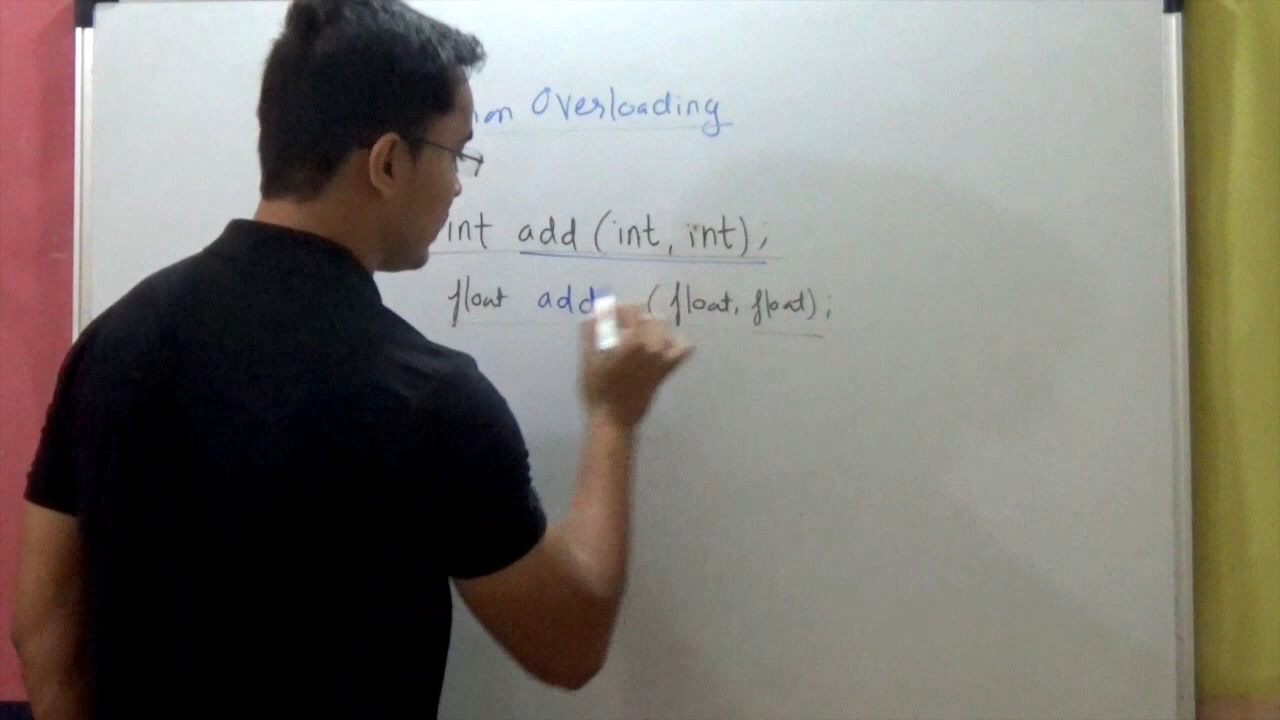 on Overloading
int add (int, int);
float add (float, float);